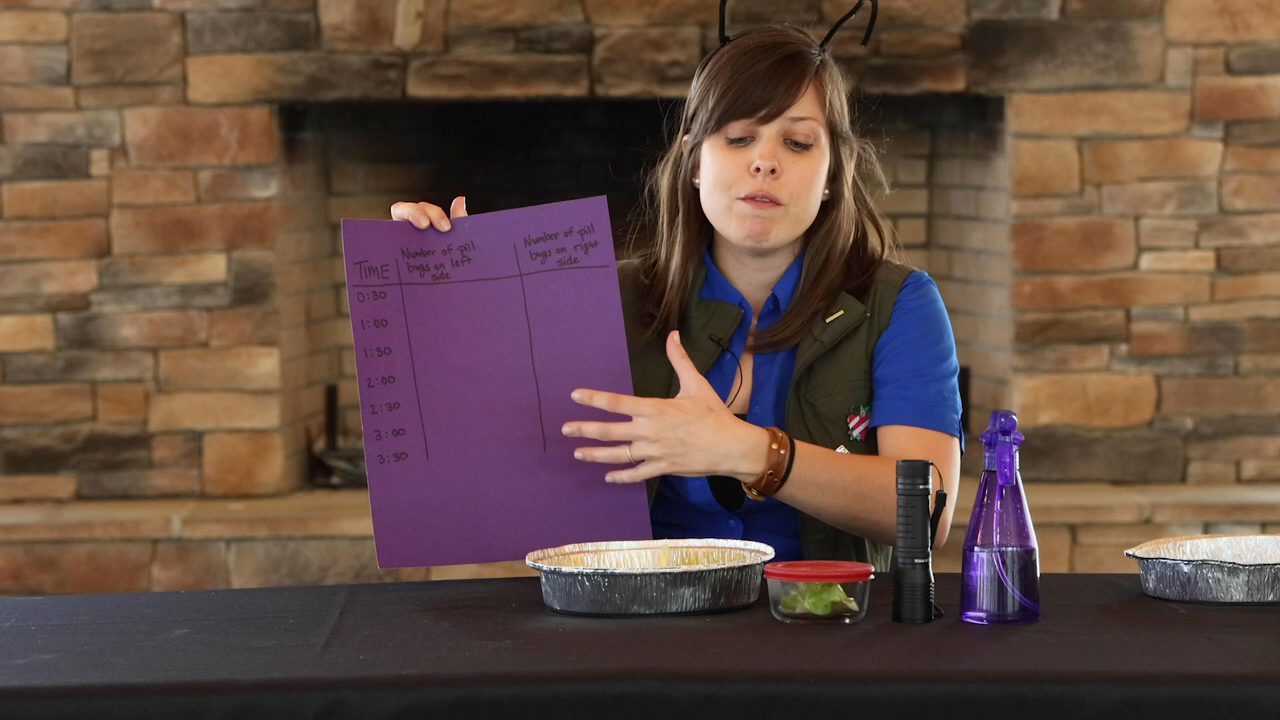 TIME
Number of pill
bugs on left
side
Number of pill
bugs on right
side
0:30
1:00
1:30
2:00
2:30
3:00
3:30